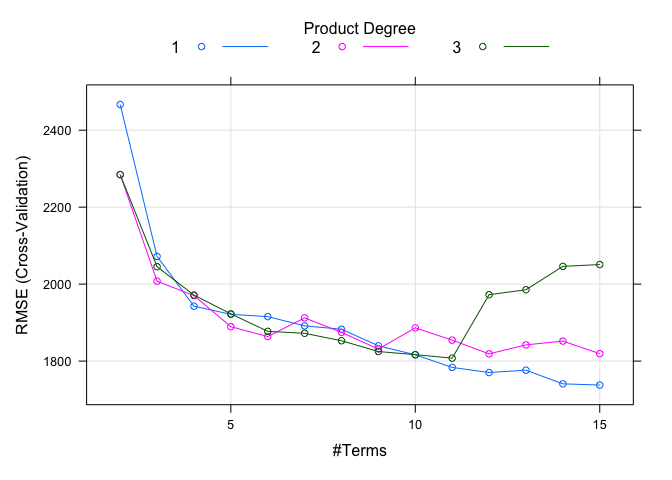 Product Degree
1 2 3
2400
2200
2000
1800
RMSE (Cross-Validation)
5 10 15
#Terms